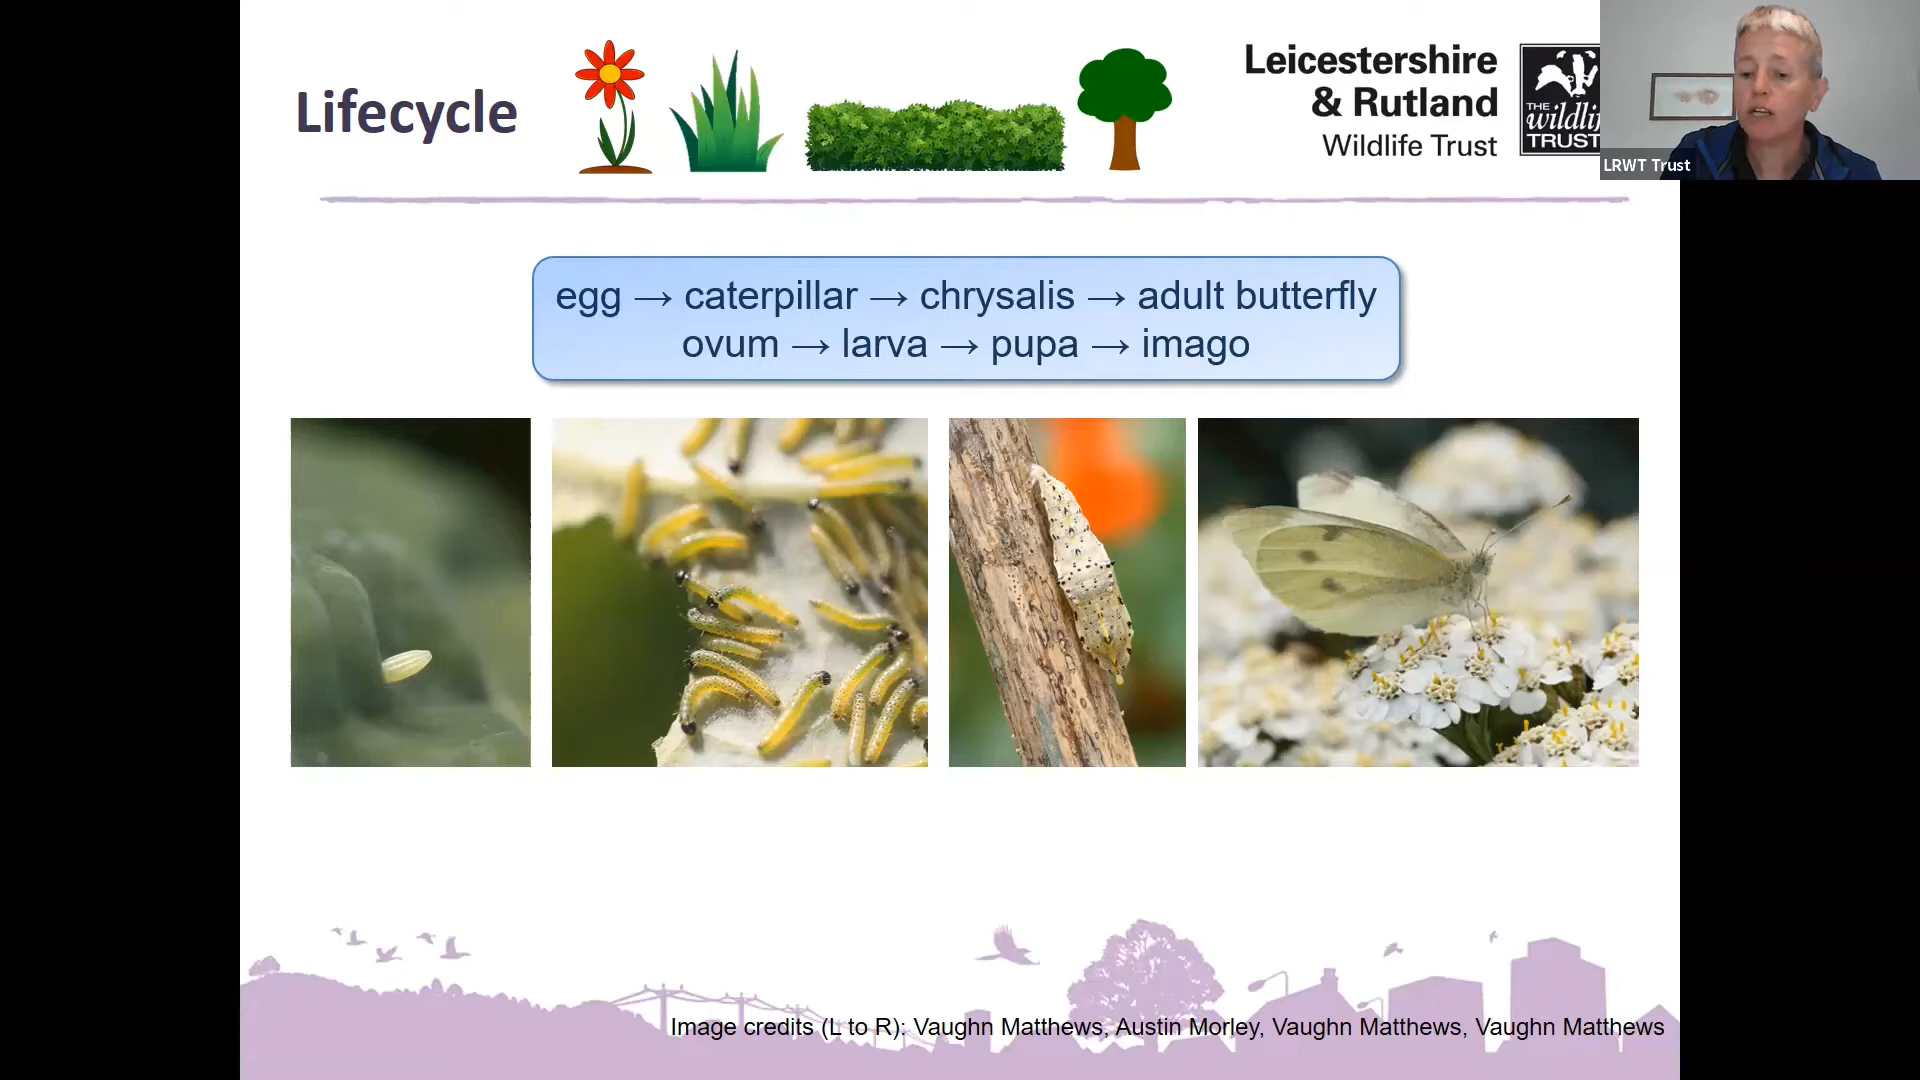 Lifecycle
Leicestershire
& Rutland
Wildlife Trust
THE
wildli
TRUST
LRWT Trust
egg → caterpillar → chrysalis → adult butterfly
ovum → larva → pupa → imago
Image credits (L to R): Vaughn Matthews, Austin Morley, Vaughn Matthews, Vaughn Matthews